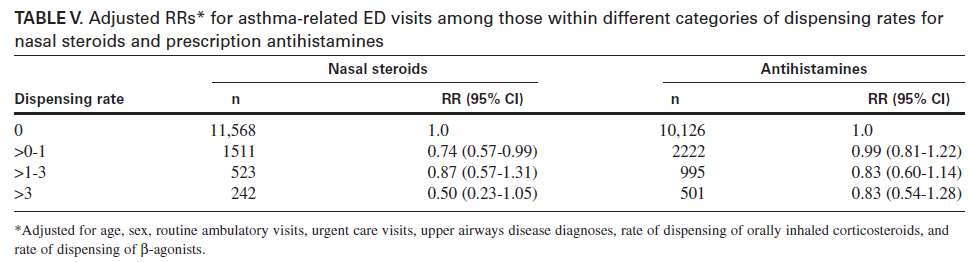 TABLE V. Adjusted RRs* for asthma-related ED visits among those within different categories of dispensing rates for
nasal steroids and prescription antihistamines
Nasal steroids Antihistamines
Dispensing rate n RR (95% CI) n RR (95% CI)
0 11,568 1.0 10,126 1.0
>0-1 1511 0.74 (0.57-0.99) 2222 0.99 (0.81-1.22)
>1-3 523 0.87 (0.57-1.31) 995 0.83 (0.60-1.14)
>3 242 0.50 (0.23-1.05) 501 0.83 (0.54-1.28)
*Adjusted for age, sex, routine ambulatory visits, urgent care visits, upper airways disease diagnoses, rate of dispensing of orally inhaled corticosteroids, and
rate of dispensing of β-agonists.